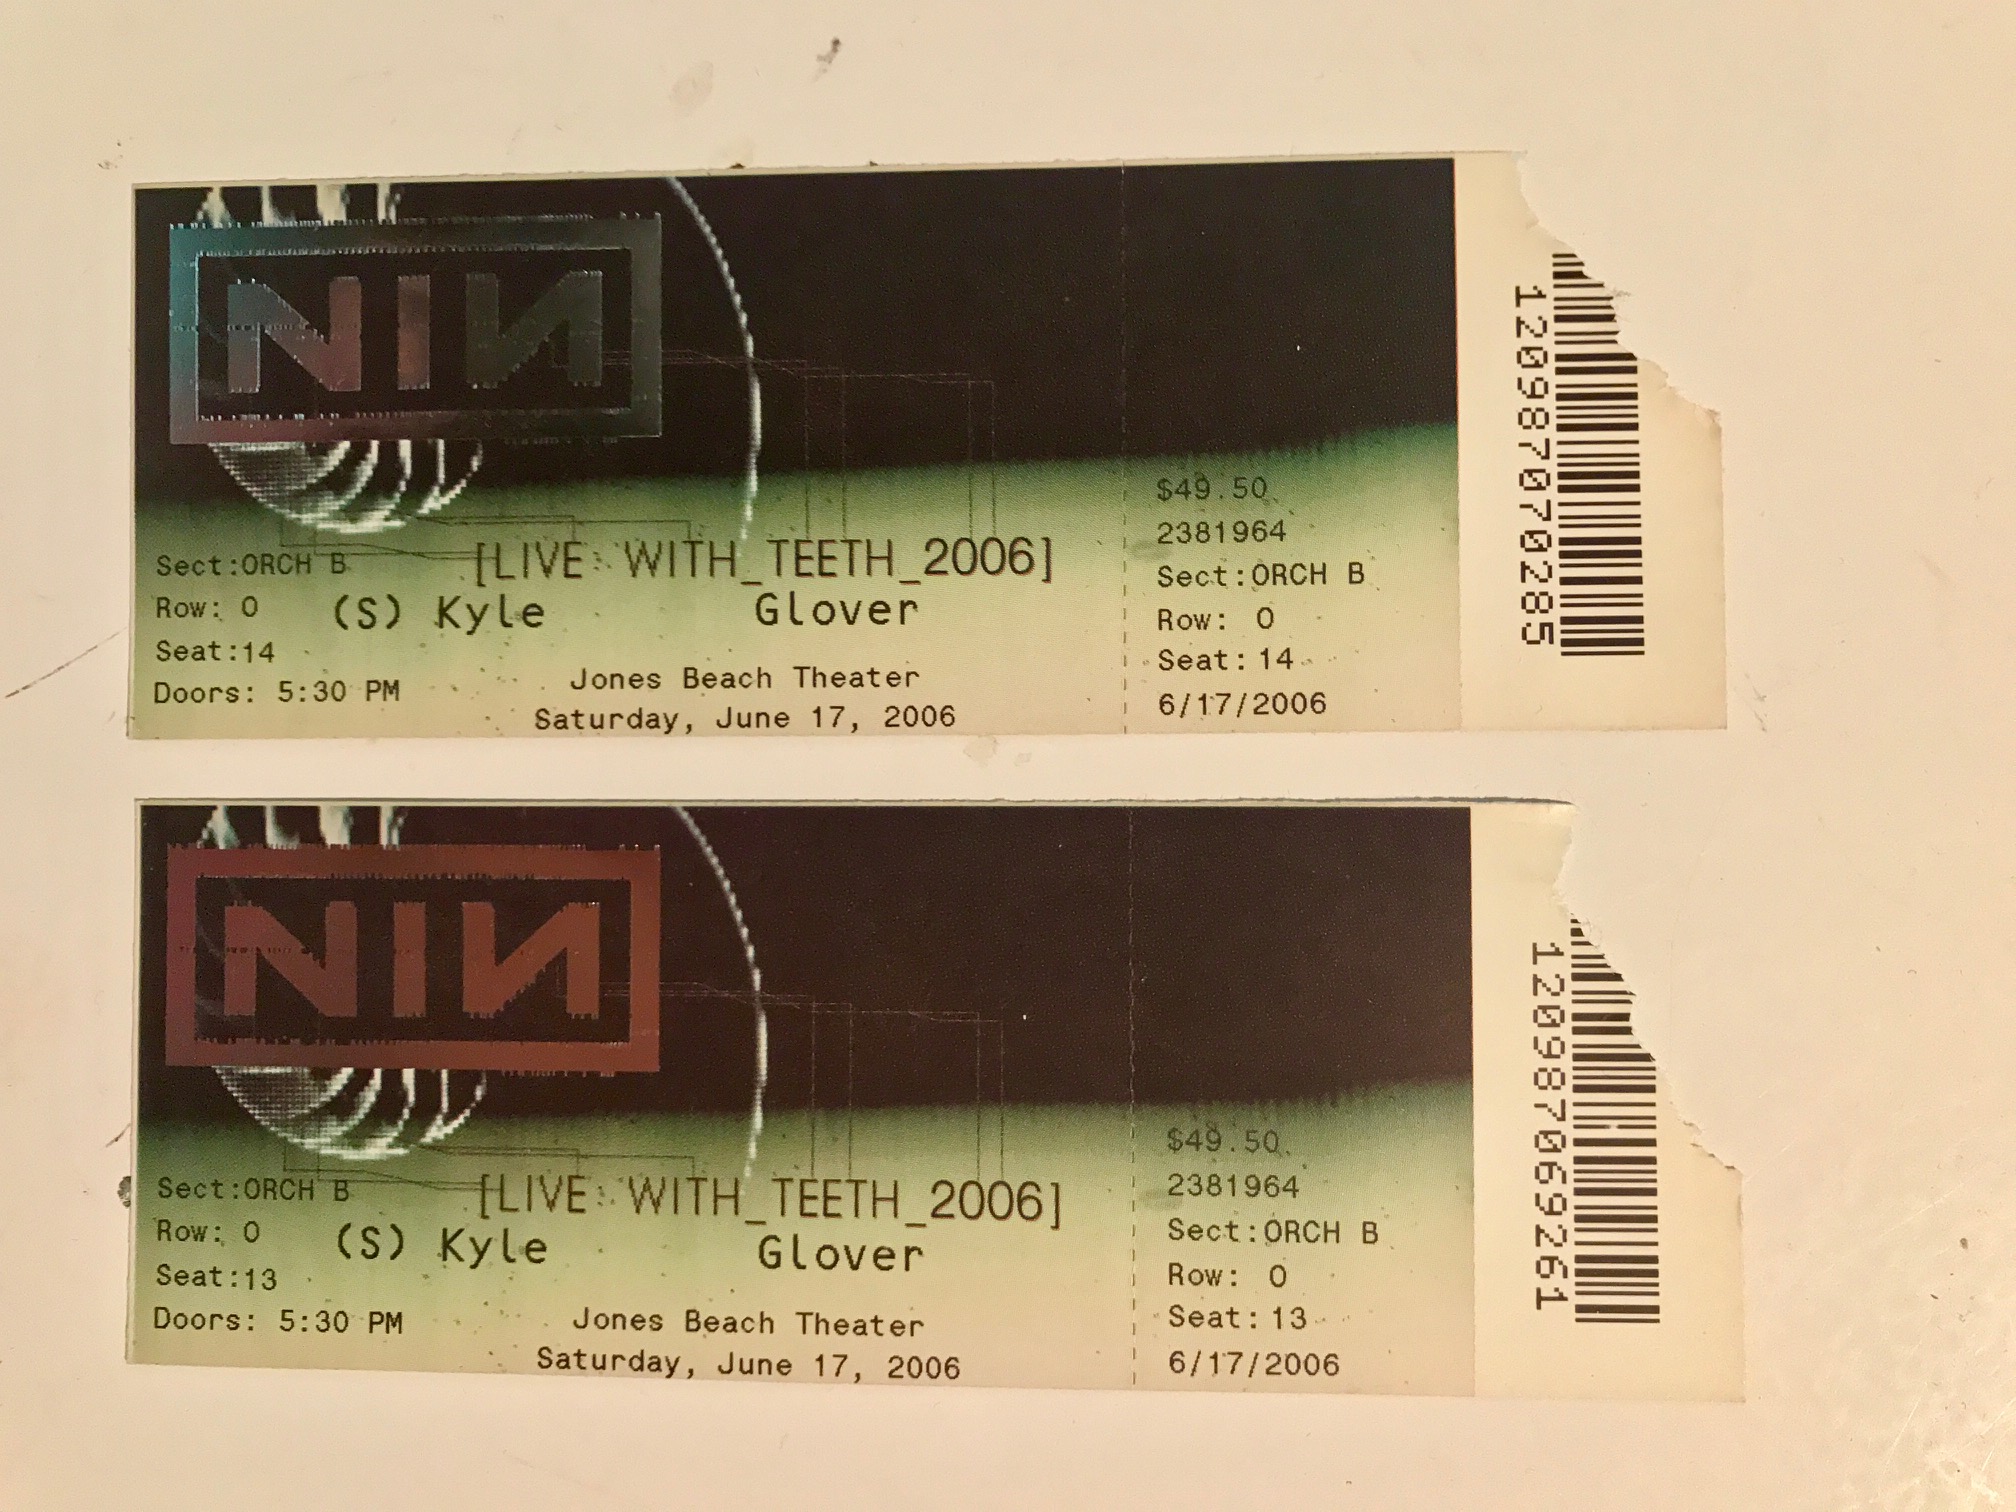 NIN
Sect:ORCH B
[LIVE: WITH_TEETH_2006]
Row: O
(S) Kyle Glover
Seat:14
Doors: 5:30 PM
Jones Beach Theater
Saturday, June 17, 2006
$49.50
2381964
Sect:ORCH B
Row: O
Seat: 14
6/17/2006
120987070285
NIN
Sect:ORCH B
[LIVE: WITH_TEETH_2006]
Row: O
(S) Kyle Glover
Seat:13
Doors: 5:30 PM
Jones Beach Theater
Saturday, June 17, 2006
$49.50
2381964
Sect:ORCH B
Row: O
Seat: 13
6/17/2006
120987069261